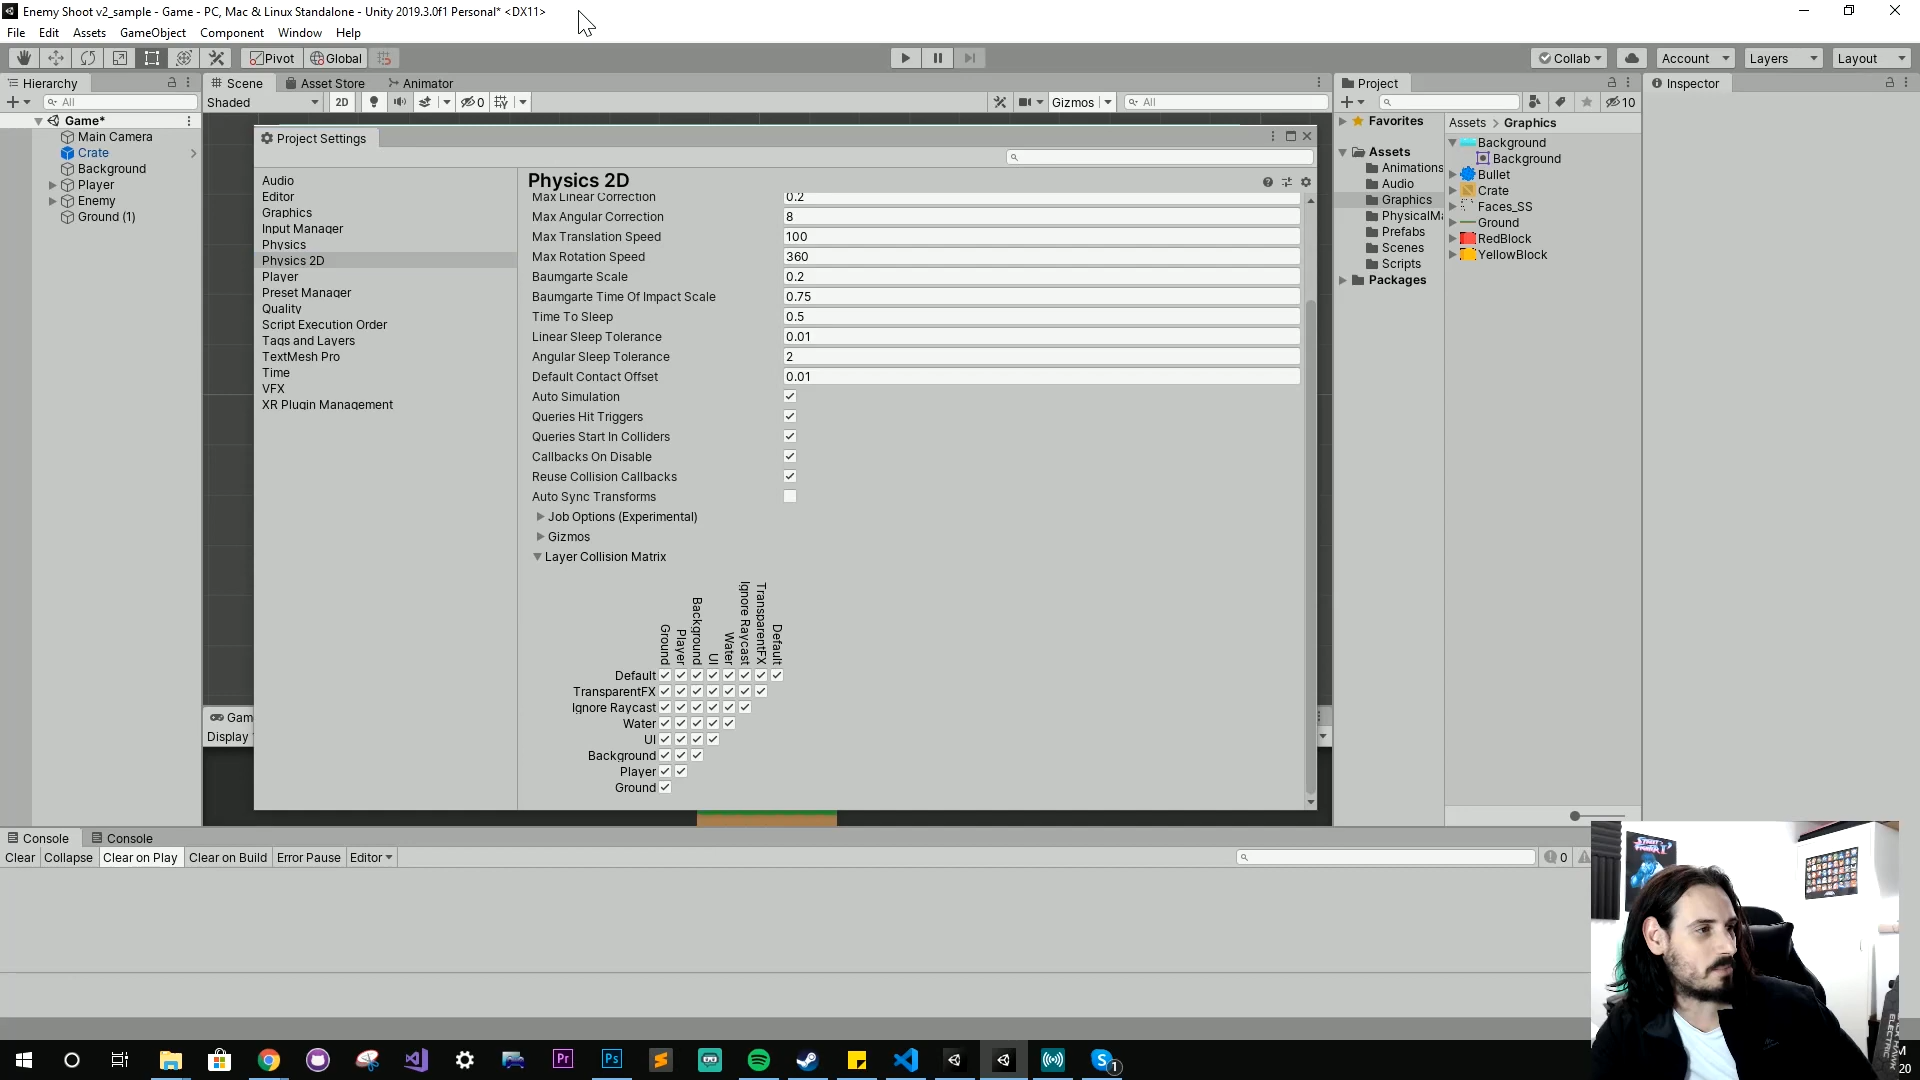 Enemy Shoot v2_sample - Game - PC, Mac & Linux Standalone - Unity 2019.3.0f1 Personal* <DX11>
File Edit Assets GameObject Component Window Help
Pivot Global Collab Account Layers Layout
Hierarchy Scene Asset Store Animator Project Inspector
All Shaded 2D 0 Gizmos All 10
Game*
Main Camera
Crate
Background
Player
Enemy
Ground (1)
Project Settings
Audio
Editor
Graphics
Input Manager
Physics
Physics 2D
Player
Preset Manager
Quality
Script Execution Order
Tags and Layers
TextMesh Pro
Time
VFX
XR Plugin Management
Physics 2D
Max Linear Correction 0.2
Max Angular Correction 8
Max Translation Speed 100
Max Rotation Speed 360
Baumgarte Scale 0.2
Baumgarte Time Of Impact Scale 0.75
Time To Sleep 0.5
Linear Sleep Tolerance 0.01
Angular Sleep Tolerance 2
Default Contact Offset 0.01
Auto Simulation
Queries Hit Triggers
Queries Start In Colliders
Callbacks On Disable
Reuse Collision Callbacks
Auto Sync Transforms
Job Options (Experimental)
Gizmos
Layer Collision Matrix
Ground Player Background UI Water Ignore Raycast TransparentFX Default
Default
TransparentFX
Ignore Raycast
Water
UI
Background
Player
Ground
Favorites
Assets
Animations
Audio
Graphics
Prefabs
Scenes
Scripts
Packages
Assets > Graphics
Background
Background
Bullet
Crate
Faces_SS
Ground
RedBlock
YellowBlock
Display
Console Console
Clear Collapse Clear on Play Clear on Build Error Pause Editor 0
Pr Ps S 1
20